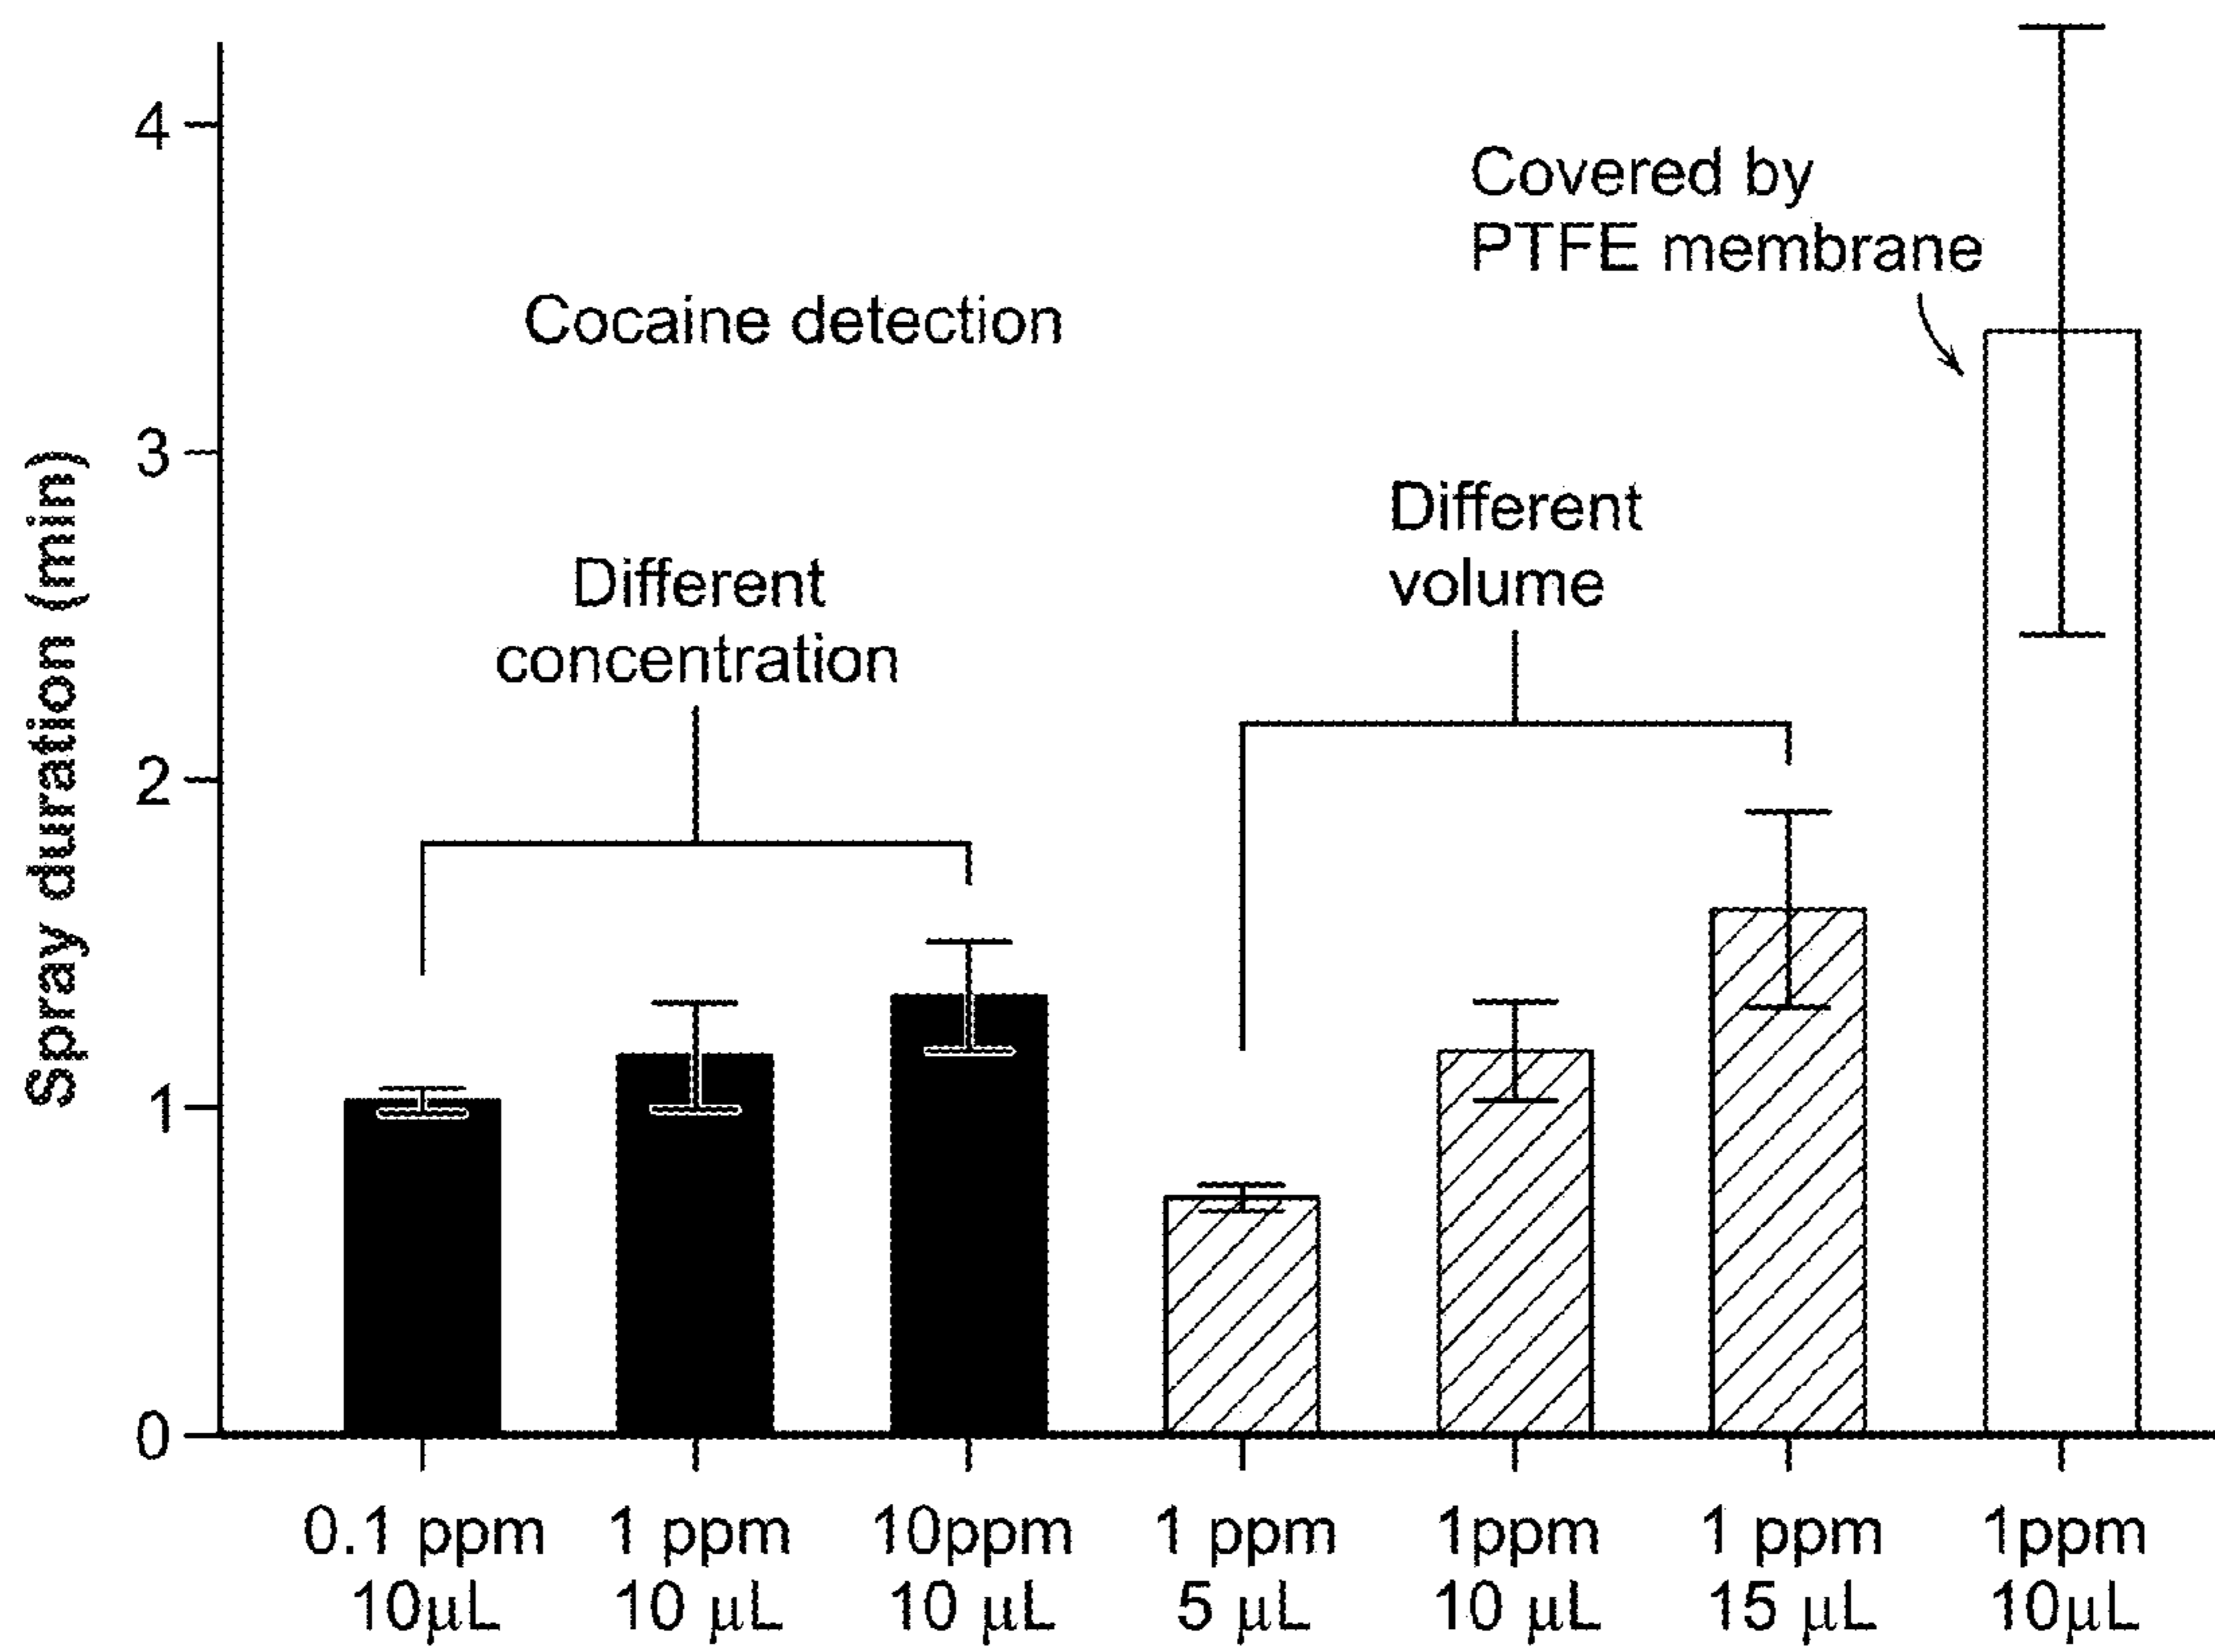 Spray duration (min)
4
3
2
1
0
Cocaine detection
Different
concentration
Different
volume
Covered by
PTFE membrane
0.1 ppm
10μL
1 ppm
10 μL
10ppm
10 μL
1 ppm
5 μL
1ppm
10 μL
1 ppm
15 μL
1ppm
10μL